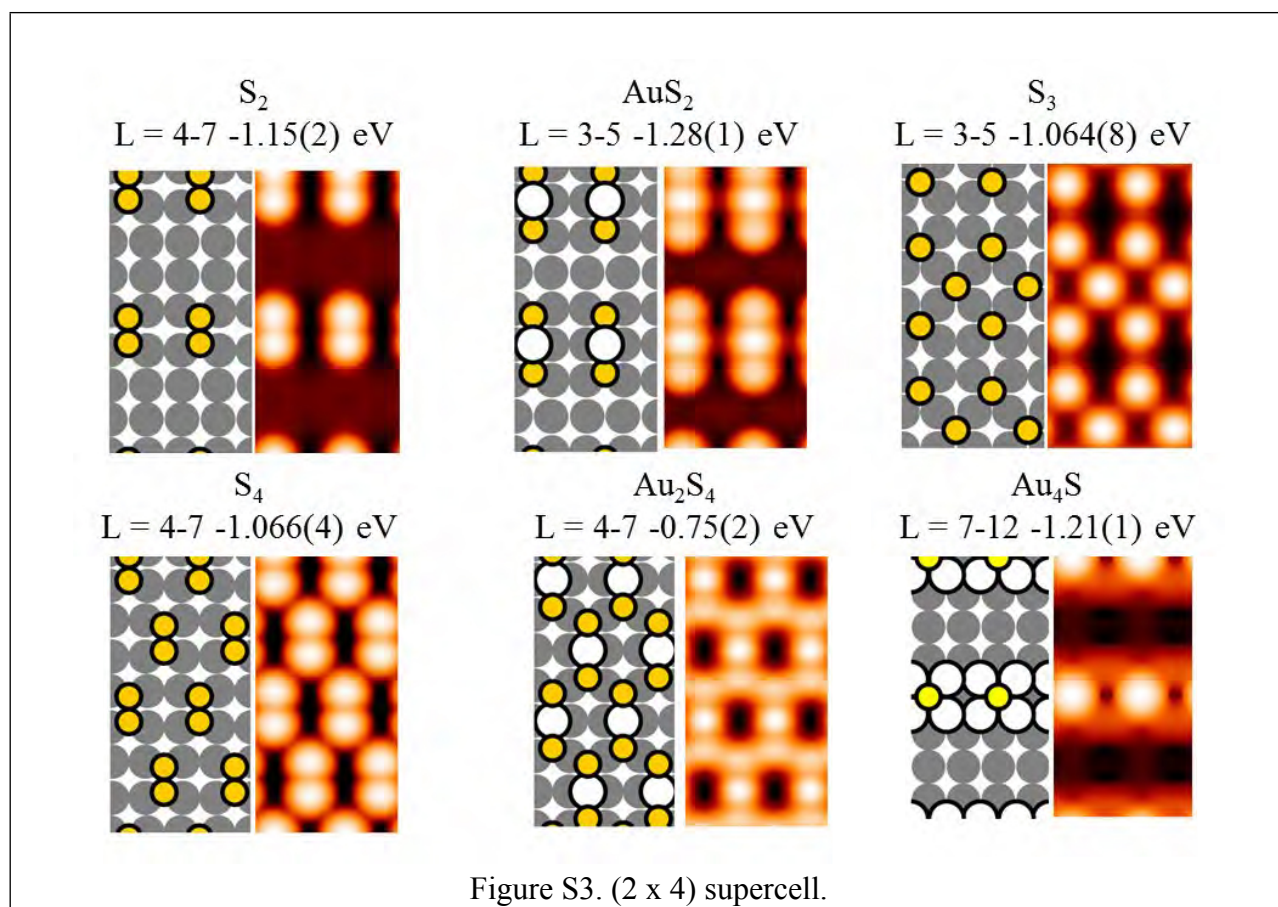 S₂
L = 4-7 -1.15(2) eV
AuS₂
L = 3-5 -1.28(1) eV
S₃
L = 3-5 -1.064(8) eV
S₄
L = 4-7 -1.066(4) eV
Au₂S₄
L = 4-7 -0.75(2) eV
Au₄S
L = 7-12 -1.21(1) eV
Figure S3. (2 x 4) supercell.